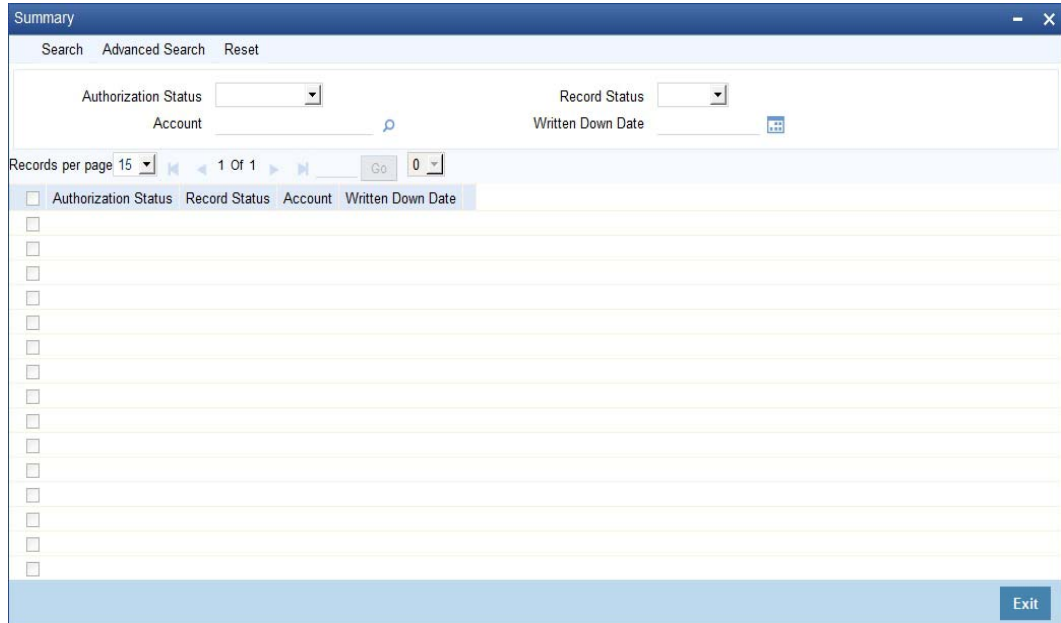 Summary
Search Advanced Search Reset
Authorization Status Record Status
Account Written Down Date
Records per page 15 1 Of 1 Go 0
Authorization Status Record Status Account Written Down Date
Exit